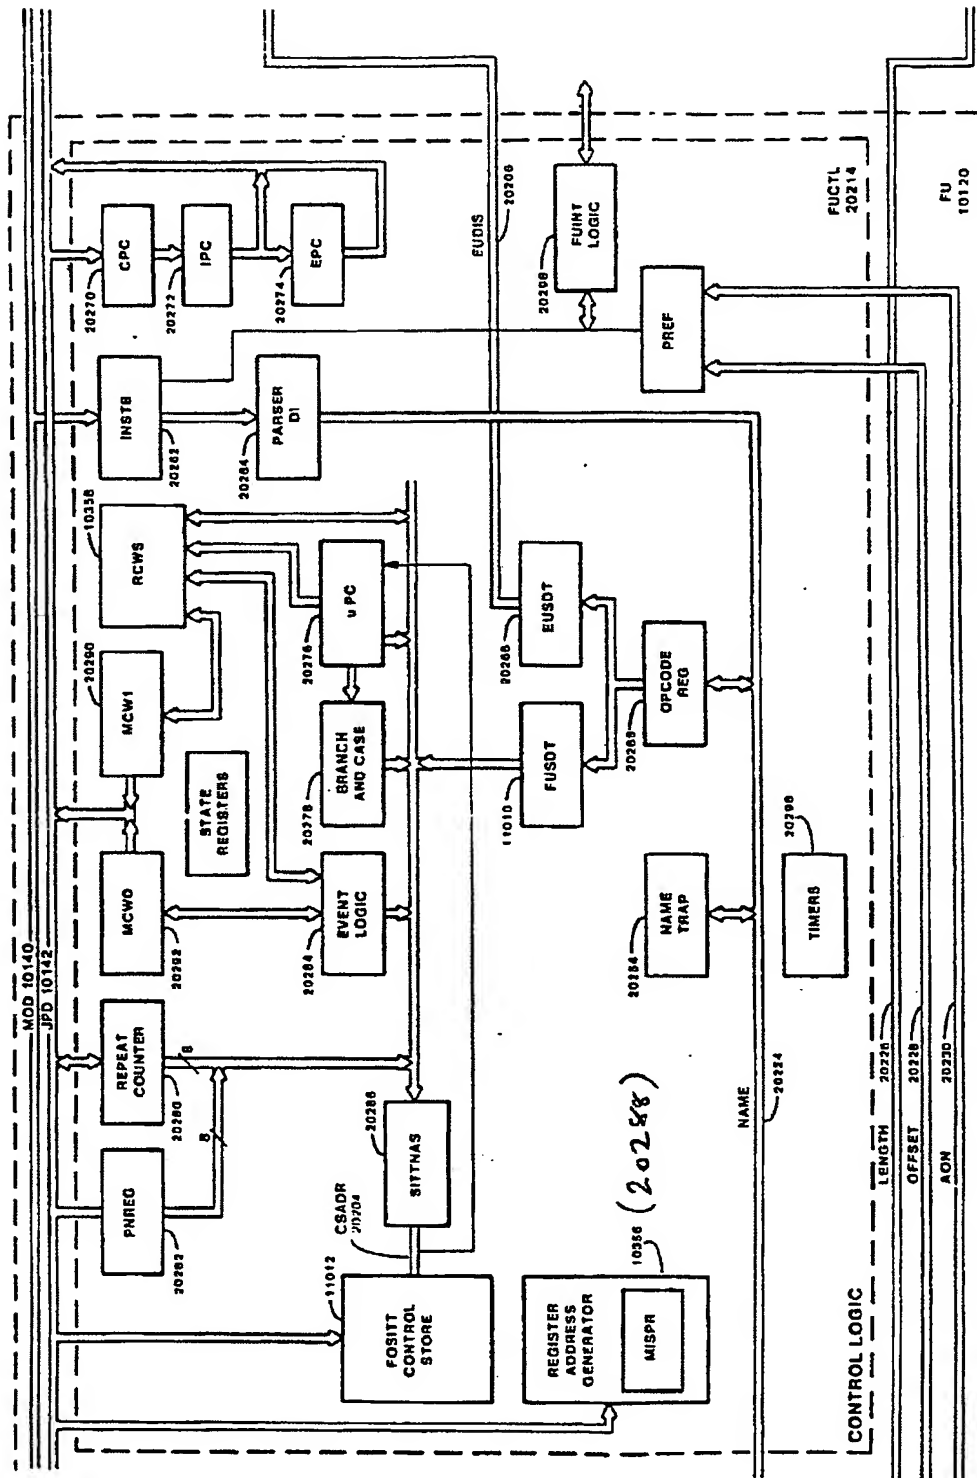 MOD 10140
JPD 10142
PNREG
20282
REPEAT
COUNTER
20280
8
8
MCW0
20292
MCW1
20290
STATE
REGISTERS
RCWS
10358
INSTB
20262
PARSER
DI
20264
CPC
20270
IPC
20272
EPC
20274
FOSITT
CONTROL
STORE
11012
CSADR
20204
SITTNAS
20286
EVENT
LOGIC
20284
BRANCH
AND CASE
20278
uPC
20276
EUDIS
20206
REGISTER
ADDRESS
GENERATOR
MISPR
10356
(20288)
FUSDT
11010
EUSDT
20266
OPCODE
REG
20268
NAME
TRAP
20254
TIMERS
20296
FUINT
LOGIC
20298
PREF
NAME
20224
CONTROL LOGIC
FUCTL
20214
LENGTH
20226
OFFSET
20228
AON
20230
FU
10120